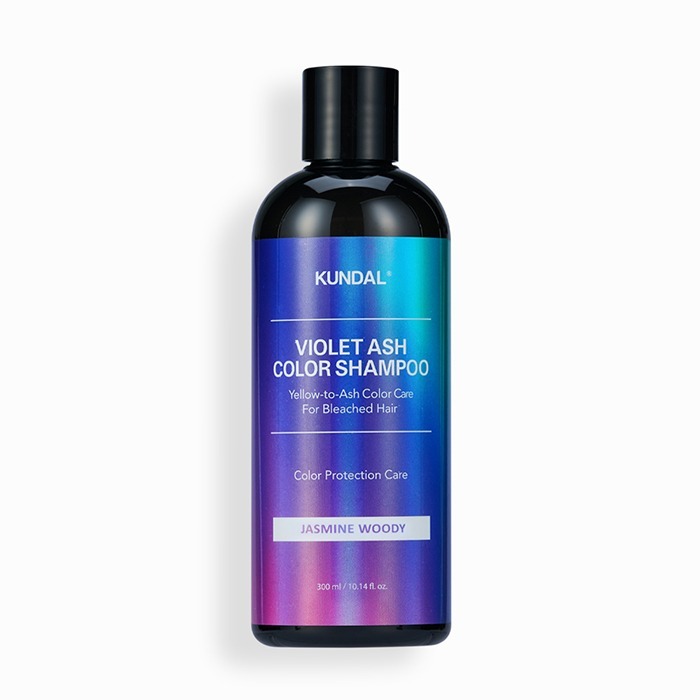 KUNDAL®
VIOLET ASH
COLOR SHAMPOO
Yellow-to-Ash Color Care
For Bleached Hair
Color Protection Care
JASMINE WOODY
300 ml / 10.14 fl. oz.